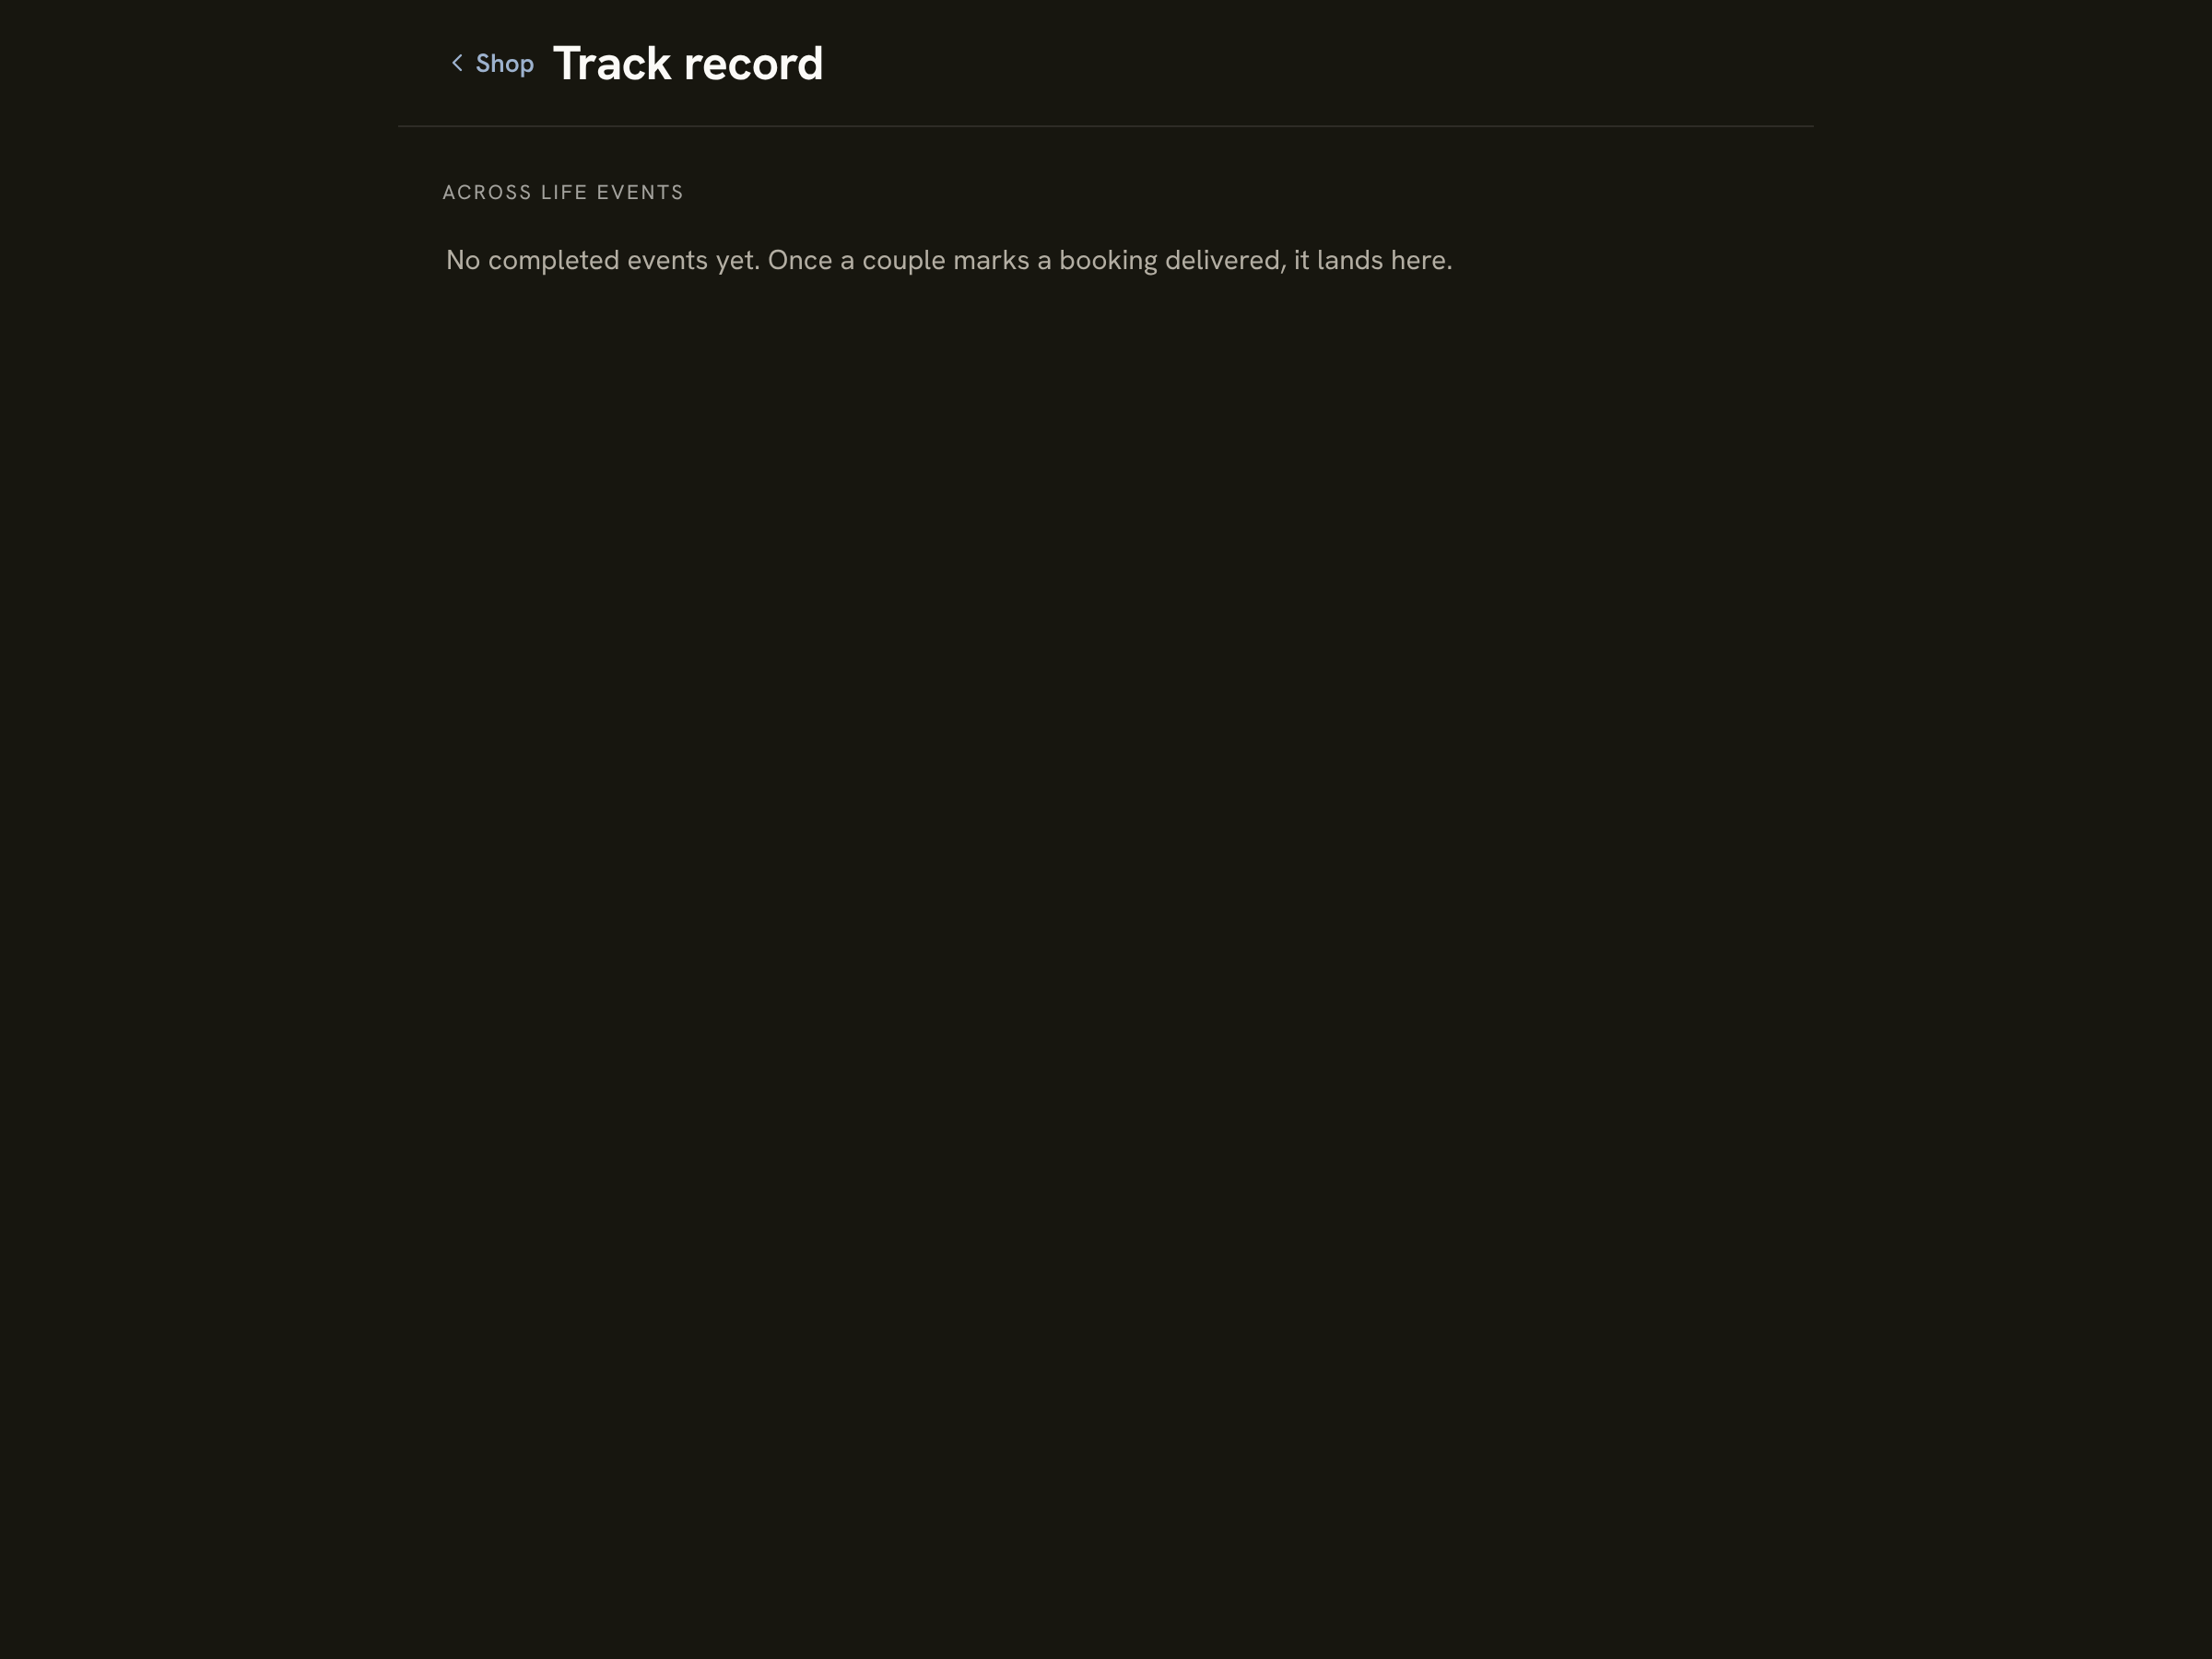 Shop Track record
ACROSS LIFE EVENTS
No completed events yet. Once a couple marks a booking delivered, it lands here.